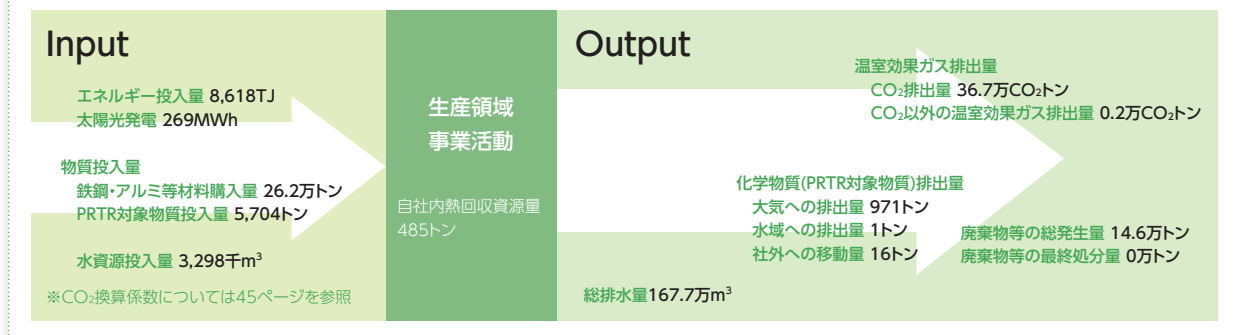 Input
エネルギー投入量 8,618TJ
太陽光発電 269MWh
物質投入量
鉄鋼・アルミ等材料購入量 26.2万トン
PRTR対象物質投入量 5,704トン
水資源投入量 3,298千m³
※CO₂換算係数については45ページを参照
生産領域
事業活動
自社内熱回収資源量
485トン
Output
温室効果ガス排出量
CO₂排出量 36.7万CO₂トン
CO₂以外の温室効果ガス排出量 0.2万CO₂トン
化学物質(PRTR対象物質)排出量
大気への排出量 971トン
水域への排出量 1トン
社外への移動量 16トン
廃棄物等の総発生量 14.6万トン
廃棄物等の最終処分量 0万トン
総排水量167.7万m³